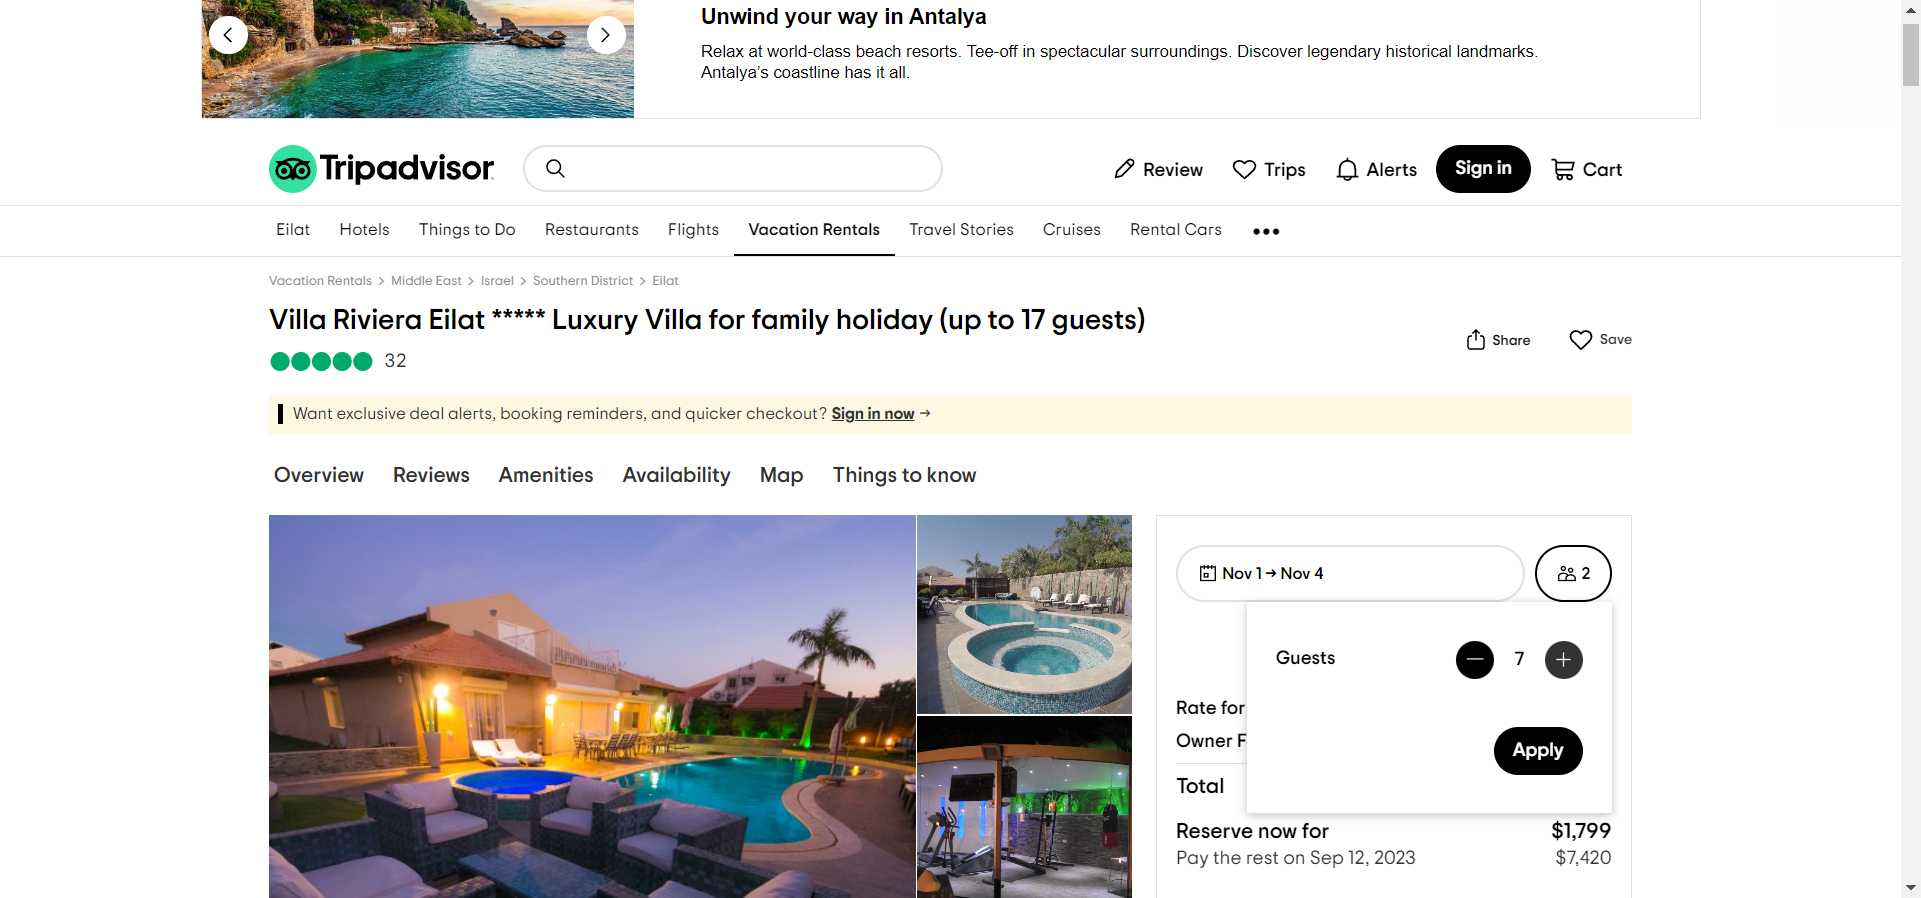 Unwind your way in Antalya
Relax at world-class beach resorts. Tee-off in spectacular surroundings. Discover legendary historical landmarks.
Antalya’s coastline has it all.
Tripadvisor
Review
Trips
Alerts
Sign in
Cart
Eilat
Hotels
Things to Do
Restaurants
Flights
Vacation Rentals
Travel Stories
Cruises
Rental Cars
Vacation Rentals > Middle East > Israel > Southern District > Eilat
Villa Riviera Eilat ***** Luxury Villa for family holiday (up to 17 guests)
32
Share
Save
Want exclusive deal alerts, booking reminders, and quicker checkout? Sign in now →
Overview
Reviews
Amenities
Availability
Map
Things to know
Nov 1 → Nov 4
2
Guests
7
Apply
Rate for
Owner F
Total
Reserve now for $1,799
Pay the rest on Sep 12, 2023 $7,420